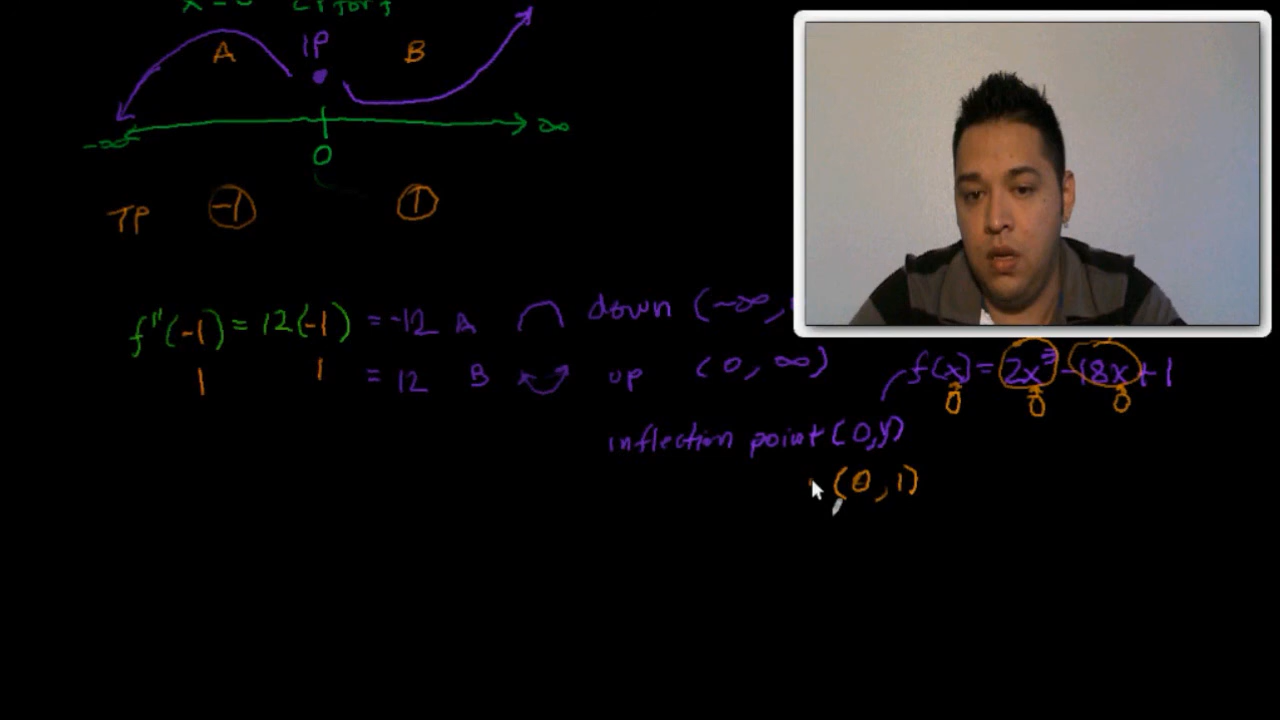 x = 0
IP
A B
-∞ 0 ∞
TP -1 1
f''(-1) = 12(-1) = -12 A down (-∞,
1 1 = 12 B up (0, ∞)
f(x) = 2x³ - 18x + 1
0 0 0
inflection point (0, y)
(0, 1)